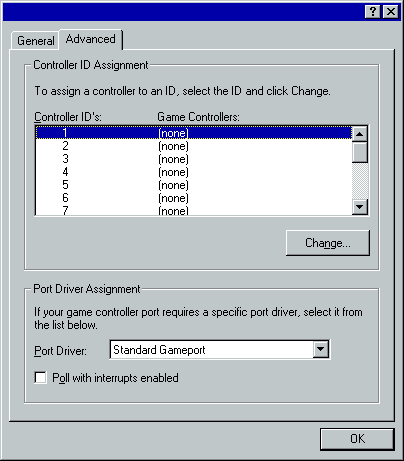 General Advanced
Controller ID Assignment
To assign a controller to an ID, select the ID and click Change.
Controller ID's: Game Controllers:
1 (none)
2 (none)
3 (none)
4 (none)
5 (none)
6 (none)
7 (none)
Change...
Port Driver Assignment
If your game controller port requires a specific port driver, select it from
the list below.
Port Driver: Standard Gameport
Poll with interrupts enabled
OK